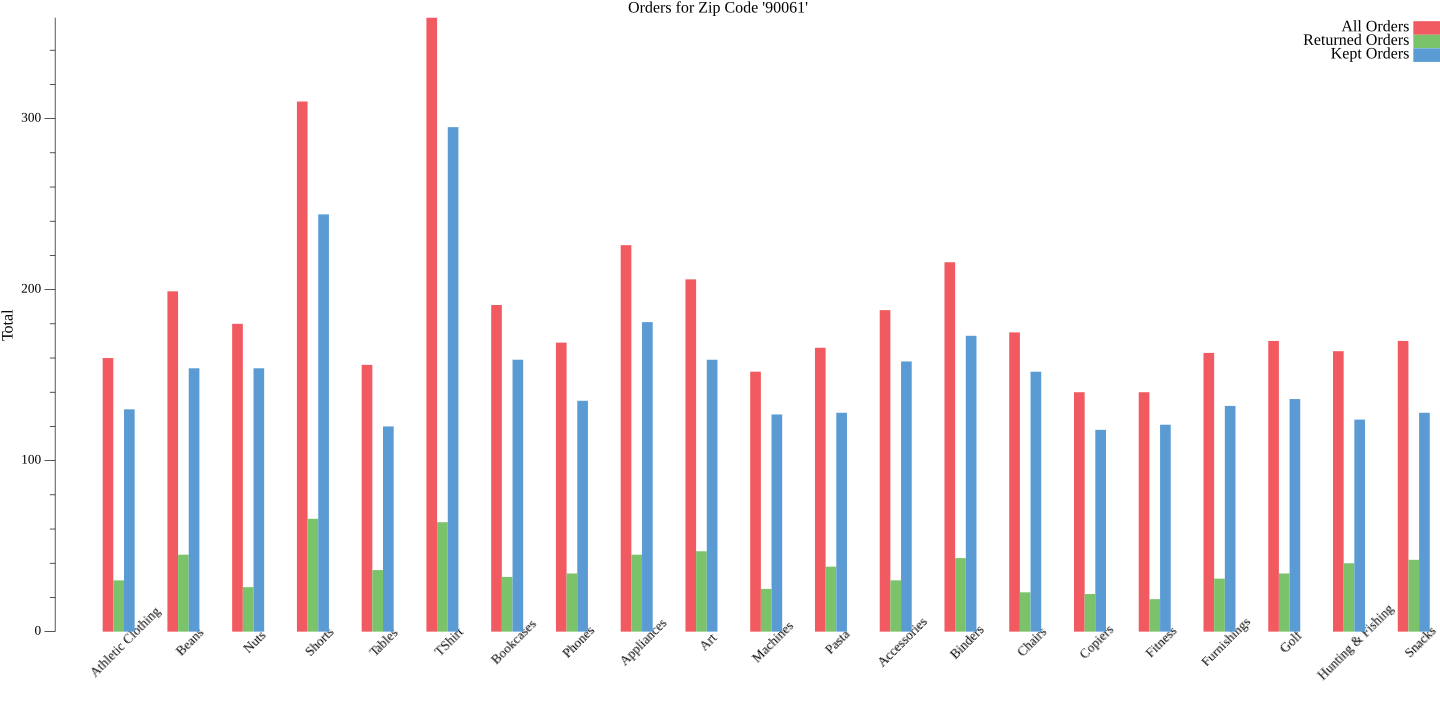 Orders for Zip Code '90061'
All Orders
Returned Orders
Kept Orders
Total
300
200
100
0
Athletic Clothing
Beans
Nuts
Shorts
Tables
TShirt
Bookcases
Phones
Appliances
Art
Machines
Pasta
Accessories
Binders
Chairs
Copiers
Fitness
Furnishings
Golf
Hunting & Fishing
Snacks